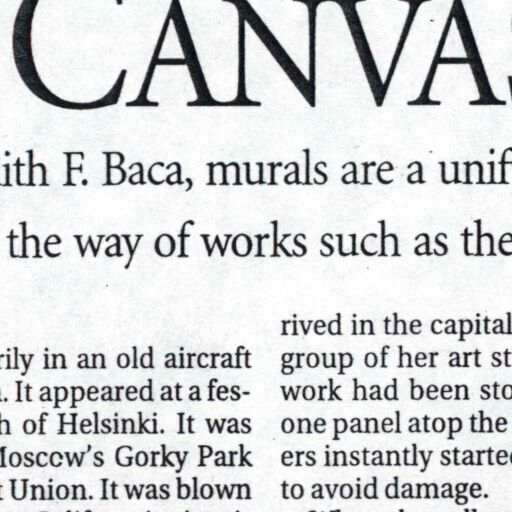 CANVAS
ith F. Baca, murals are a unif
the way of works such as the
rily in an old aircraft
. It appeared at a fes-
h of Helsinki. It was
Moscow's Gorky Park
t Union. It was blown
rived in the capital
group of her art st
work had been sto
one panel atop the
ers instantly started
to avoid damage.